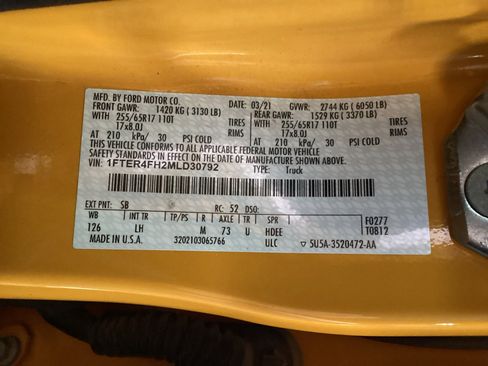 MFD. BY FORD MOTOR CO. DATE: 03/21 GVWR: 2744 KG ( 6050 LB)
FRONT GAWR: 1420 KG ( 3130 LB) REAR GAWR: 1529 KG ( 3370 LB)
WITH 255/65R17 110T TIRES WITH 255/65R17 110T TIRES
17x8.0J RIMS 17x8.0J RIMS
AT 210 kPa/ 30 PSI COLD AT 210 kPa/ 30 PSI COLD
THIS VEHICLE CONFORMS TO ALL APPLICABLE FEDERAL MOTOR VEHICLE
SAFETY AND THEFT PREVENTION STANDARDS IN EFFECT ON THE DATE OF MANUFACTURE SHOWN ABOVE.
VIN: 1FTER4FH2MLD30792 TYPE: Truck
EXT PNT: SB RC: 52 DSO:
WB INT TR TP/PS R AXLE TR SPR F0277
126 LH M 73 U HDEE T0812
MADE IN U.S.A. 3202103065766 ULC ▽ SU5A-3520472-AA